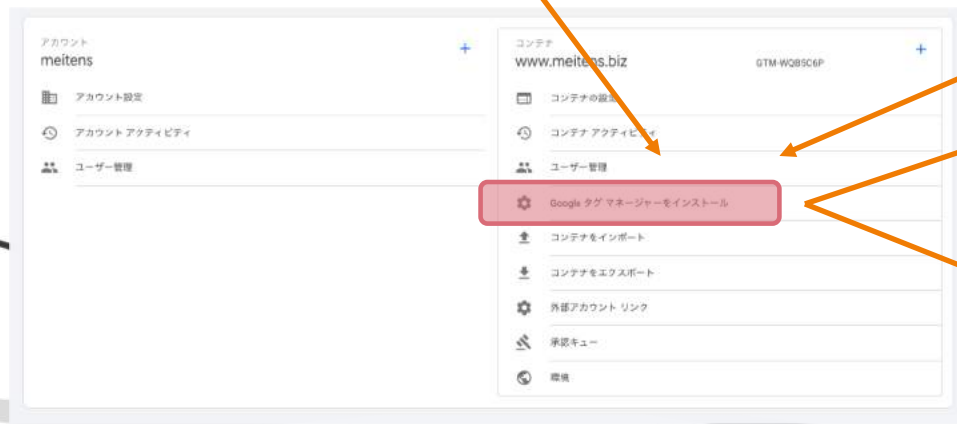 アカウント
meitens
アカウント設定
アカウント アクティビティ
ユーザー管理
コンテナ
www.meitens.biz
GTM-WQB5C6P
コンテナの設定
コンテナ アクティビティ
ユーザー管理
Google タグ マネージャーをインストール
コンテナをインポート
コンテナをエクスポート
外部アカウント リンク
承認キュー
環境